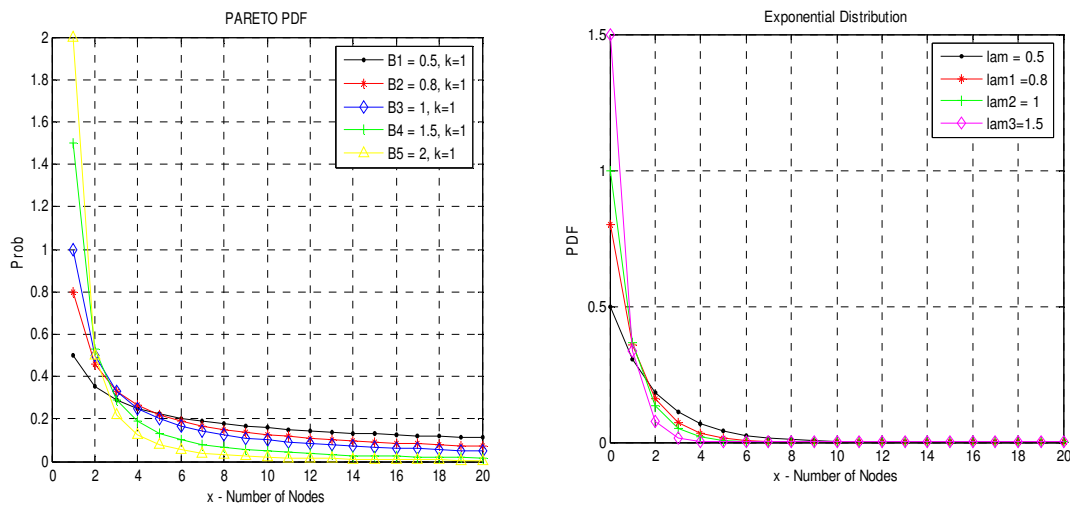 PARETO PDF
2
1.8
1.6
1.4
1.2
1
0.8
0.6
0.4
0.2
0
Prob
0 2 4 6 8 10 12 14 16 18 20
x - Number of Nodes
B1 = 0.5, k=1
B2 = 0.8, k=1
B3 = 1, k=1
B4 = 1.5, k=1
B5 = 2, k=1
Exponential Distribution
1.5
1
0.5
0
PDF
0 2 4 6 8 10 12 14 16 18 20
x - Number of Nodes
lam = 0.5
lam1 =0.8
lam2 = 1
lam3=1.5